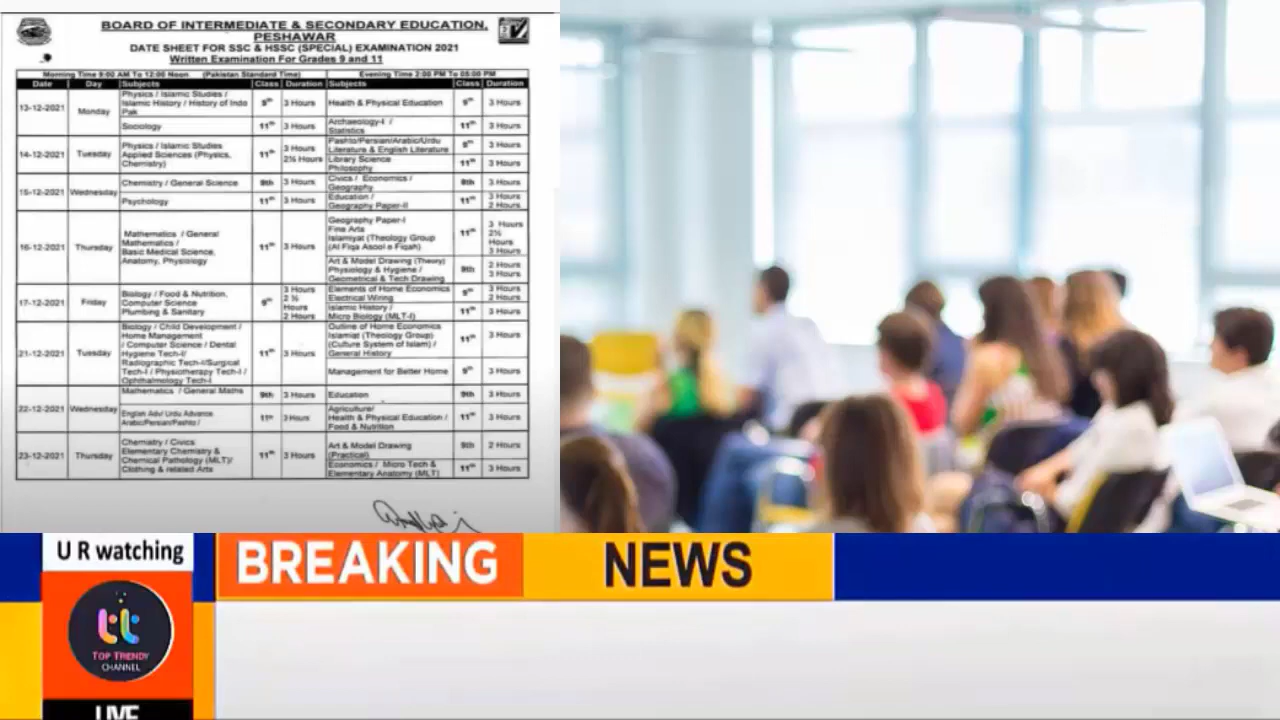 BOARD OF INTERMEDIATE & SECONDARY EDUCATION,
PESHAWAR
DATE SHEET FOR SSC & HSSC (SPECIAL) EXAMINATION 2021
Written Examination For Grades 9 and 11
Morning Time 9:00 AM To 12:00 Noon (Pakistan Standard Time) Evening Time 2:00 PM To 05:00 PM
Date Day Subjects Class Duration Subjects Class Duration
13-12-2021 Monday
Physics / Islamic Studies /
Islamic History / History of Indo
Pak
9th 3 Hours
Health & Physical Education 9th 3 Hours
Sociology 11th 3 Hours
Archaeology-I /
Statistics
11th 3 Hours
14-12-2021 Tuesday
Physics / Islamic Studies
Applied Sciences (Physics,
Chemistry)
11th
3 Hours
2½ Hours
Pashto/Persian/Arabic/Urdu
Literature & English Literature
9th 3 Hours
Library Science
Philosophy
11th 3 Hours
15-12-2021 Wednesday
Chemistry / General Science 9th 3 Hours
Civics / Economics /
Geography
9th 3 Hours
Psychology 11th 3 Hours
Education /
Geography Paper-II
11th
3 Hours
2 Hours
16-12-2021 Thursday
Mathematics / General
Mathematics /
Basic Medical Science,
Anatomy, Physiology
11th 3 Hours
Geography Paper-I
Fine Arts
Islamiyat (Theology Group
(Al Fiqa Asool e Fiqah)
11th
3 Hours
2½
Hours
3 Hours
Art & Model Drawing (Theory)
Physiology & Hygiene /
Geometrical & Tech Drawing
9th
2 Hours
3 Hours
17-12-2021 Friday
Biology / Food & Nutrition,
Computer Science
Plumbing & Sanitary
9th
3 Hours
2 ½
Hours
2 Hours
Elements of Home Economics
Electrical Wiring
9th
3 Hours
2 Hours
Islamic History /
Micro Biology (MLT-I)
11th 3 Hours
21-12-2021 Tuesday
Biology / Child Development /
Home Management
/ Computer Science / Dental
Hygiene Tech-I/
Radiographic Tech-I/Surgical
Tech-I / Physiotherapy Tech-I /
Ophthalmology Tech-I
11th 3 Hours
Outline of Home Economics
Islamiat (Theology Group)
(Culture System of Islam) /
General History
11th 3 Hours
Management for Better Home 9th 3 Hours
22-12-2021 Wednesday
Mathematics / General Maths 9th 3 Hours
Education 9th 3 Hours
English Adv/ Urdu Advance
Arabic/Persian/Pashto /
11th 3 Hours
Agriculture/
Health & Physical Education /
Food & Nutrition
11th 3 Hours
23-12-2021 Thursday
Chemistry / Civics
Elementary Chemistry &
Chemical Pathology (MLT)/
Clothing & related Arts
11th 3 Hours
Art & Model Drawing
(Practical)
9th 2 Hours
Economics / Micro Tech &
Elementary Anatomy (MLT)
11th 3 Hours
U R watching
BREAKING NEWS
tt
TOP TRENDY
CHANNEL
LIVE